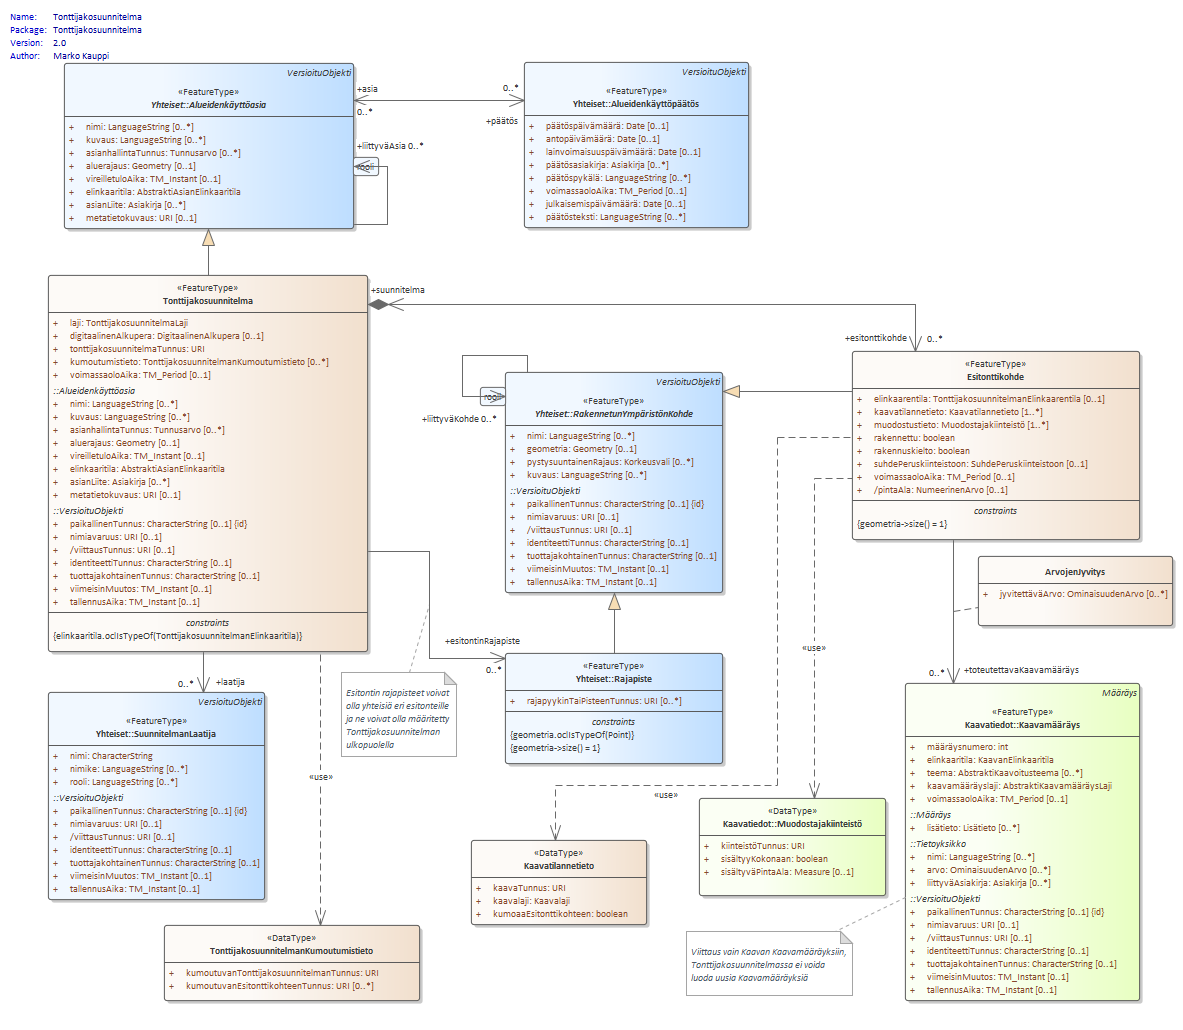 Name: Tonttijakosuunnitelma
Package: Tonttijakosuunnitelma
Version: 2.0
Author: Marko Kauppi
VersioituObjekti
«FeatureType»
Yhteiset::Alueidenkäyttöasia
+ nimi: LanguageString [0..*]
+ kuvaus: LanguageString [0..*]
+ asianhallintaTunnus: Tunnusarvo [0..*]
+ aluerajaus: Geometry [0..1]
+ vireilletuloAika: TM_Instant [0..1]
+ elinkaaritila: AbstraktiAsianElinkaaritila
+ asianLiite: Asiakirja [0..*]
+ metatietokuvaus: URI [0..1]
+asia
0..*
0..*
+päätös
+liittyväAsia 0..*
rooli
VersioituObjekti
«FeatureType»
Yhteiset::Alueidenkäyttöpäätös
+ päätöspäivämäärä: Date [0..1]
+ antopäivämäärä: Date [0..1]
+ lainvoimaisuuspäivämäärä: Date [0..1]
+ päätösasiakirja: Asiakirja [0..*]
+ päätöspykälä: LanguageString [0..*]
+ voimassaoloAika: TM_Period [0..1]
+ julkaisemispäivämäärä: Date [0..1]
+ päätösteksti: LanguageString [0..*]
«FeatureType»
Tonttijakosuunnitelma
+ laji: TonttijakosuunnitelmaLaji
+ digitaalinenAlkupera: DigitaalinenAlkupera [0..1]
+ tonttijakosuunnitelmaTunnus: URI
+ kumoutumistieto: TonttijakosuunnitelmanKumoutumistieto [0..*]
+ voimassaoloAika: TM_Period [0..1]
::Alueidenkäyttöasia
+ nimi: LanguageString [0..*]
+ kuvaus: LanguageString [0..*]
+ asianhallintaTunnus: Tunnusarvo [0..*]
+ aluerajaus: Geometry [0..1]
+ vireilletuloAika: TM_Instant [0..1]
+ elinkaaritila: AbstraktiAsianElinkaaritila
+ asianLiite: Asiakirja [0..*]
+ metatietokuvaus: URI [0..1]
::VersioituObjekti
+ paikallinenTunnus: CharacterString [0..1] {id}
+ nimiavaruus: URI [0..1]
+ /viittausTunnus: URI [0..1]
+ identiteettiTunnus: CharacterString [0..1]
+ tuottajakohtainenTunnus: CharacterString [0..1]
+ viimeisinMuutos: TM_Instant [0..1]
+ tallennusAika: TM_Instant [0..1]
constraints
{elinkaaritila.oclIsTypeOf(TonttijakosuunnitelmanElinkaaritila)}
+suunnitelma
+esitonttikohde
0..*
rooli
+liittyväKohde 0..*
VersioituObjekti
«FeatureType»
Yhteiset::RakennetunYmpäristönKohde
+ nimi: LanguageString [0..*]
+ geometria: Geometry [0..1]
+ pystysuuntainenRajaus: Korkeusvali [0..*]
+ kuvaus: LanguageString [0..*]
::VersioituObjekti
+ paikallinenTunnus: CharacterString [0..1] {id}
+ nimiavaruus: URI [0..1]
+ /viittausTunnus: URI [0..1]
+ identiteettiTunnus: CharacterString [0..1]
+ tuottajakohtainenTunnus: CharacterString [0..1]
+ viimeisinMuutos: TM_Instant [0..1]
+ tallennusAika: TM_Instant [0..1]
«FeatureType»
Esitonttikohde
+ elinkaarentila: TonttijakosuunnitelmanElinkaarentila [0..1]
+ kaavatilannetieto: Kaavatilannetieto [1..*]
+ muodostustieto: Muodostajakiinteistö [1..*]
+ rakennettu: boolean
+ rakennuskielto: boolean
+ suhdePeruskiinteistoon: SuhdePeruskiinteistoon [0..1]
+ voimassaoloAika: TM_Period [0..1]
+ /pintaAla: NumeerinenArvo [0..1]
constraints
{geometria->size() = 1}
ArvojenJyvitys
+ jyvitettäväArvo: OminaisuudenArvo [0..*]
«use»
0..*
+toteutettavaKaavamääräys
+esitontinRajapiste
0..*
«FeatureType»
Yhteiset::Rajapiste
+ rajapyykinTaiPisteenTunnus: URI [0..*]
constraints
{geometria.oclIsTypeOf(Point)}
{geometria->size() = 1}
Esitontin rajapisteet voivat
olla yhteisiä eri esitonteille
ja ne voivat olla määritetty
Tonttijakosuunnitelman
ulkopuolella
0..*
+laatija
VersioituObjekti
«FeatureType»
Yhteiset::SuunnitelmanLaatija
+ nimi: CharacterString
+ nimike: LanguageString [0..*]
+ rooli: LanguageString [0..*]
::VersioituObjekti
+ paikallinenTunnus: CharacterString [0..1] {id}
+ nimiavaruus: URI [0..1]
+ /viittausTunnus: URI [0..1]
+ identiteettiTunnus: CharacterString [0..1]
+ tuottajakohtainenTunnus: CharacterString [0..1]
+ viimeisinMuutos: TM_Instant [0..1]
+ tallennusAika: TM_Instant [0..1]
«use»
«use»
«DataType»
Kaavatilannetieto
+ kaavaTunnus: URI
+ kaavalaji: Kaavalaji
+ kumoaaEsitonttikohteen: boolean
«DataType»
Kaavatiedot::Muodostajakiinteistö
+ kiinteistöTunnus: URI
+ sisältyyKokonaan: boolean
+ sisältyväPintaAla: Measure [0..1]
Määräys
«FeatureType»
Kaavatiedot::Kaavamääräys
+ määräysnumero: int
+ elinkaaritila: KaavanElinkaaritila
+ teema: AbstraktiKaavoitusteema [0..*]
+ kaavamääräyslaji: AbstraktiKaavamääräysLaji
+ voimassaoloAika: TM_Period [0..1]
::Määräys
+ lisätieto: Lisätieto [0..*]
::Tietoyksikko
+ nimi: LanguageString [0..*]
+ arvo: OminaisuudenArvo [0..*]
+ liittyväAsiakirja: Asiakirja [0..*]
::VersioituObjekti
+ paikallinenTunnus: CharacterString [0..1] {id}
+ nimiavaruus: URI [0..1]
+ /viittausTunnus: URI [0..1]
+ identiteettiTunnus: CharacterString [0..1]
+ tuottajakohtainenTunnus: CharacterString [0..1]
+ viimeisinMuutos: TM_Instant [0..1]
+ tallennusAika: TM_Instant [0..1]
«DataType»
TonttijakosuunnitelmanKumoutumistieto
+ kumoutuvanTonttijakosuunnitelmanTunnus: URI
+ kumoutuvanEsitonttikohteenTunnus: URI [0..*]
Viittaus vain Kaavan Kaavamääräyksiin,
Tonttijakosuunnitelmassa ei voida
luoda uusia Kaavamääräyksiä